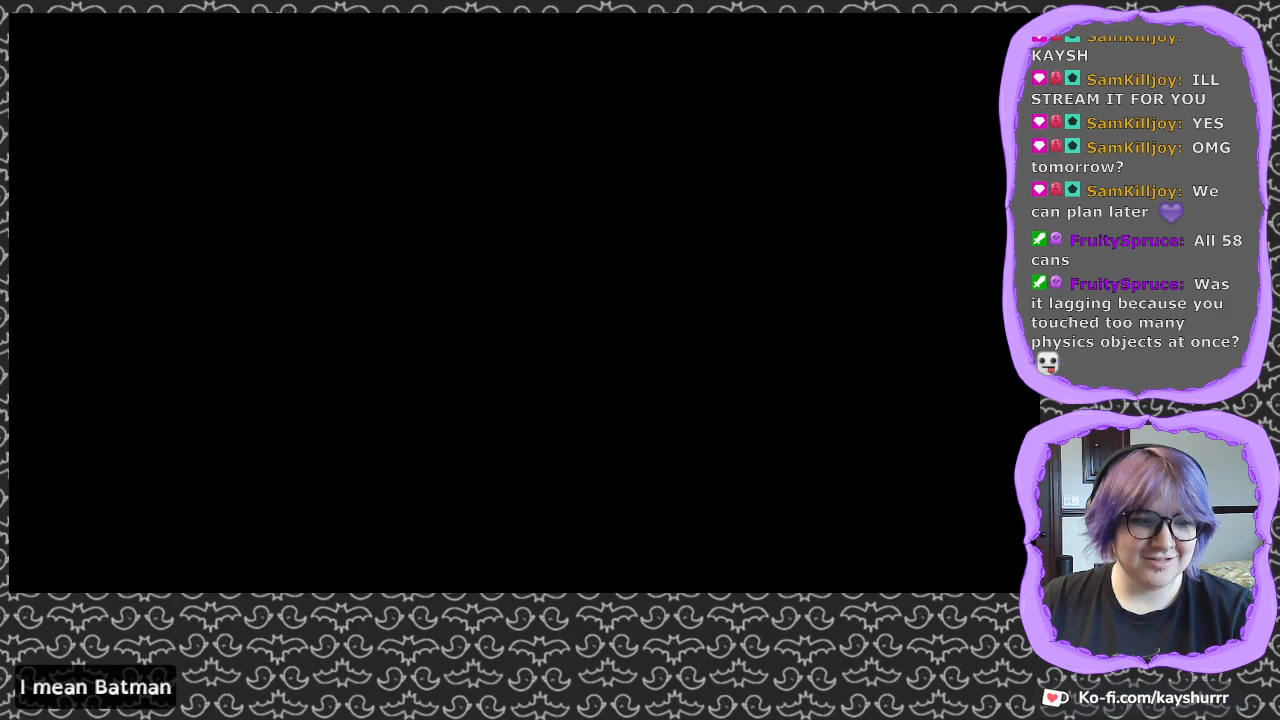 SamKillJoy:
KAYSH
SamKillJoy: ILL
STREAM IT FOR YOU
SamKillJoy: YES
SamKillJoy: OMG
tomorrow?
SamKillJoy: We
can plan later
FruitySpruce: All 58
cans
FruitySpruce: Was
it lagging because you
touched too many
physics objects at once?
I mean Batman
Ko-fi.com/kayshurrr